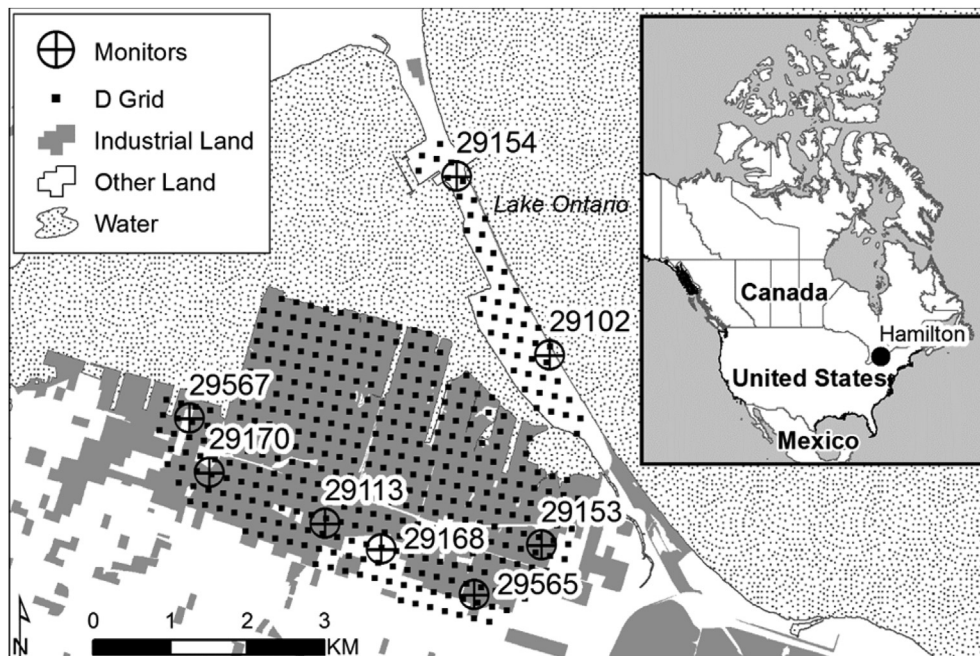 Monitors
D Grid
Industrial Land
Other Land
Water
29154
Lake Ontario
29102
29567
29170
29113
29168
29153
29565
N
0 1 2 3
KM
Canada
Hamilton
United States
Mexico